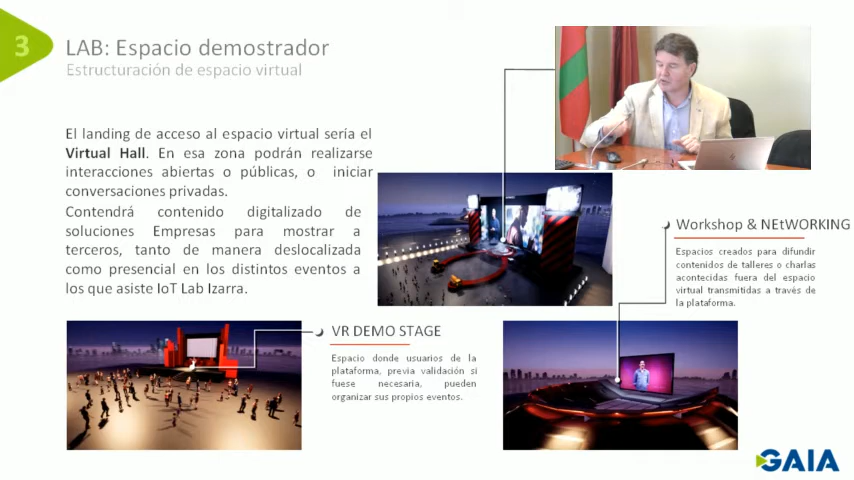 3
LAB: Espacio demostrador
Estructuración de espacio virtual
El landing de acceso al espacio virtual sería el
Virtual Hall. En esa zona podrán realizarse
interacciones abiertas o públicas, o iniciar
conversaciones privadas.
Contendrá contenido digitalizado de
soluciones Empresas para mostrar a
terceros, tanto de manera deslocalizada
como presencial en los distintos eventos a
los que asiste IoT Lab Izarra.
Workshop & NEtWORKING
Espacios creados para difundir
contenidos de talleres o charlas
acontecidas fuera del espacio
virtual transmitidas a través de
la plataforma.
VR DEMO STAGE
Espacio donde usuarios de la
plataforma, previa validación si
fuese necesaria, pueden
organizar sus propios eventos.
GAIA